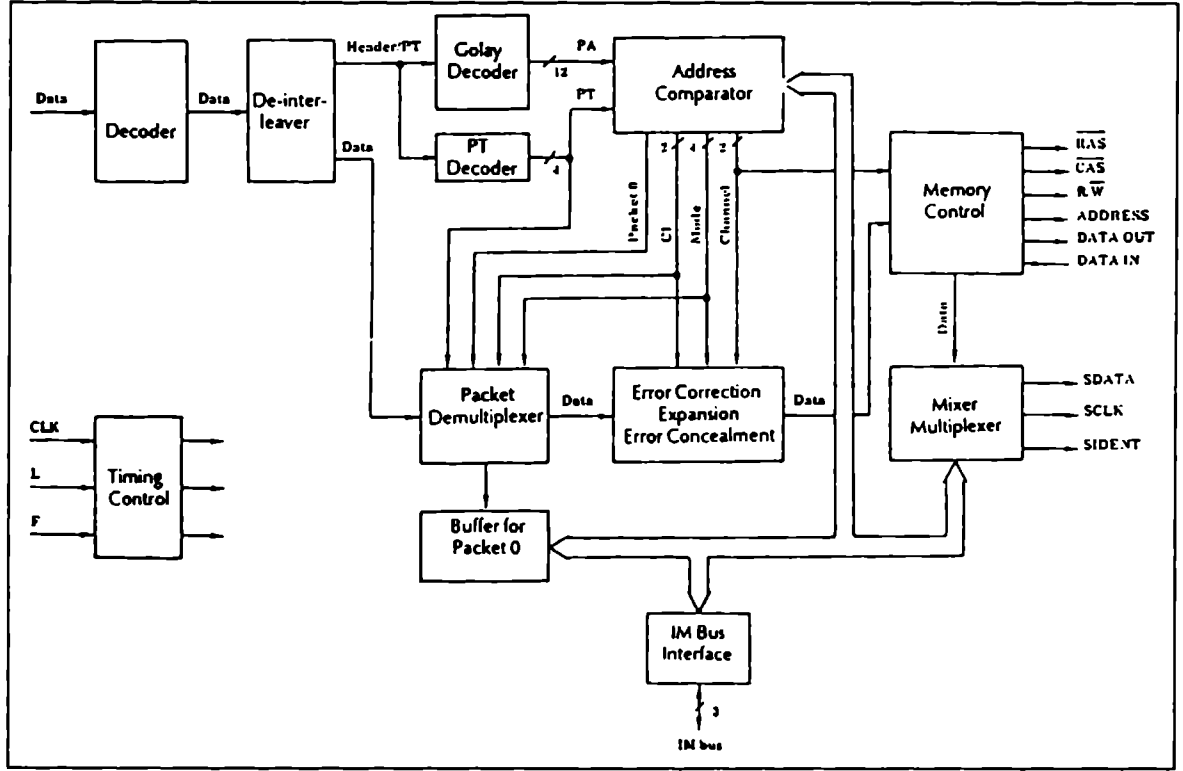 Data
Decoder
Data
De-inter-
leaver
Header/PT
Data
Golay
Decoder
12
PA
PT
Decoder
4
PT
Address
Comparator
2
4
2
Packet 0
CI
Mode
Channel
Memory
Control
RAS
CAS
R/W
ADDRESS
DATA OUT
DATA IN
Data
Packet
Demultiplexer
Data
Error Correction
Expansion
Error Concealment
Data
Mixer
Multiplexer
SDATA
SCLK
SIDENT
CLK
L
F
Timing
Control
Buffer for
Packet 0
IM Bus
Interface
3
IM bus